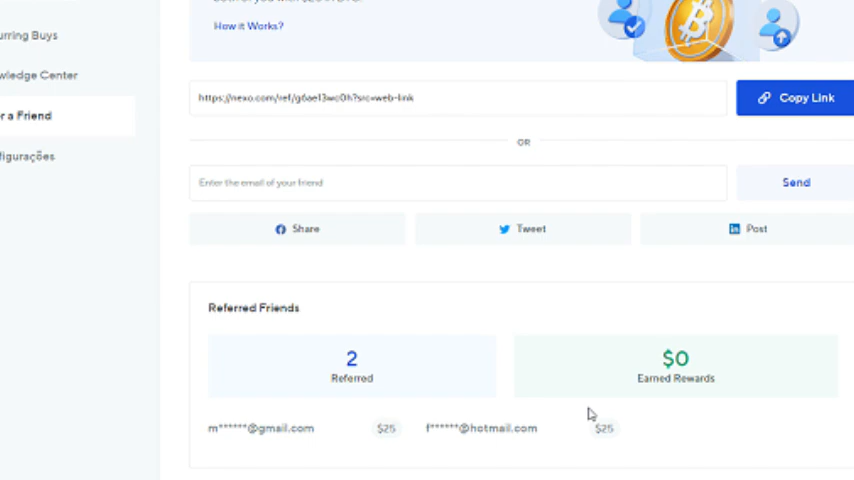 How it Works?
urring Buys
wledge Center
r a Friend
figurações
https://nexo.com/ref/g6ae13wc0h?src=web-link
Copy Link
OR
Enter the email of your friend
Send
Share
Tweet
Post
Referred Friends
2
Referred
$0
Earned Rewards
m******@gmail.com
$25
f******@hotmail.com
$25